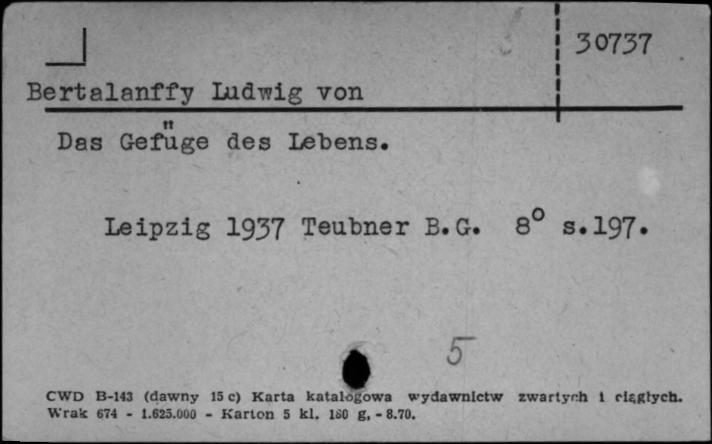 30737
Bertalanffy Ludwig von
Das Gefüge des Lebens.
Leipzig 1937 Teubner B.G. 8° s.197.
5
CWD B-143 (dawny 15 c) Karta katalogowa wydawnictw zwartych i ciągłych.
Wrak 674 - 1.625.000 - Karton 5 kl. 180 g, - 8.70.